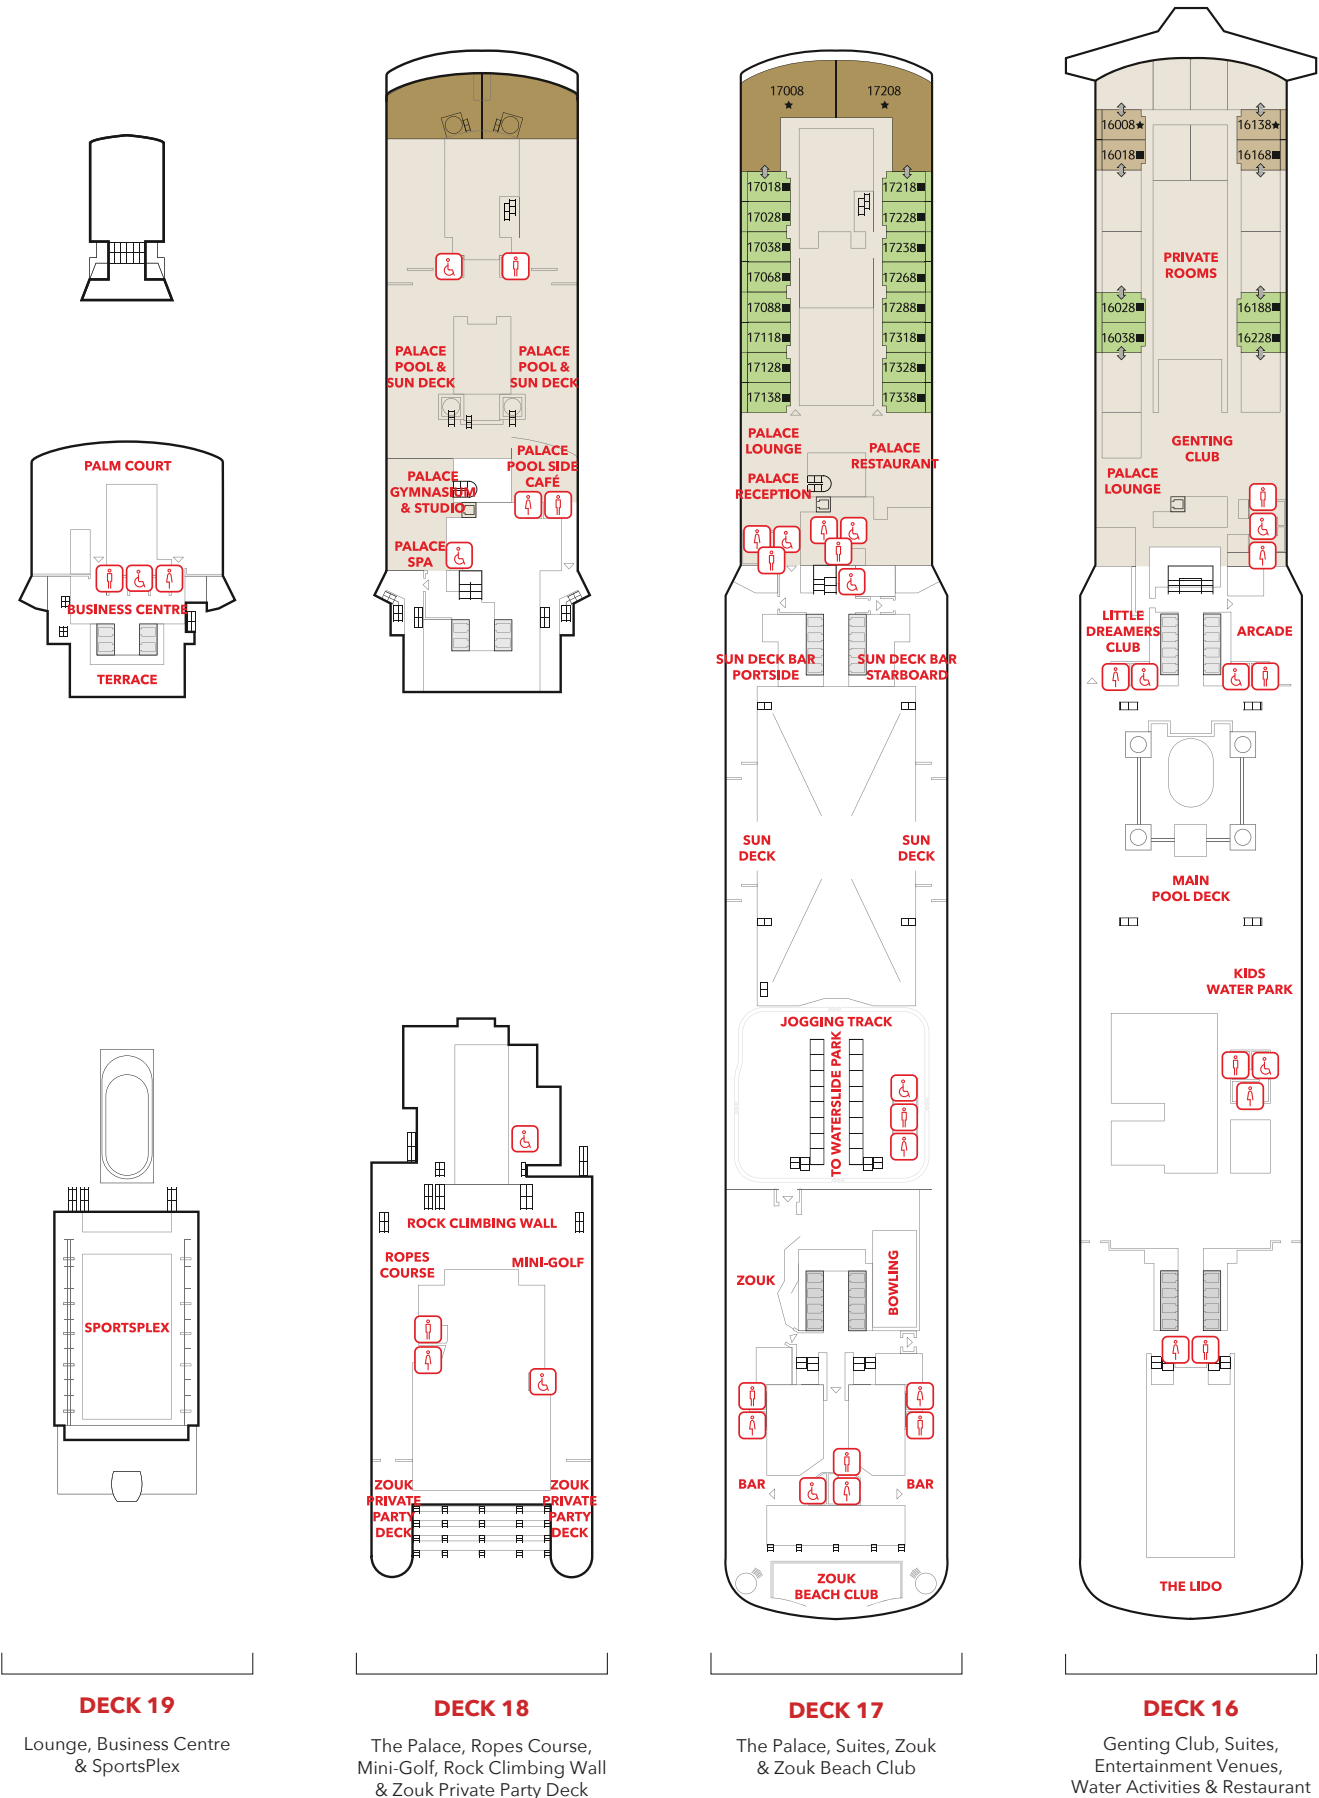 PALM COURT
BUSINESS CENTRE
TERRACE
SPORTSPLEX
DECK 19
Lounge, Business Centre
& SportsPlex
PALACE
POOL &
SUN DECK
PALACE
POOL &
SUN DECK
PALACE
POOL SIDE
CAFÉ
PALACE
GYMNASIUM
& STUDIO
PALACE
SPA
ROCK CLIMBING WALL
ROPES
COURSE
MINI-GOLF
ZOUK
PRIVATE
PARTY
DECK
ZOUK
PRIVATE
PARTY
DECK
DECK 18
The Palace, Ropes Course,
Mini-Golf, Rock Climbing Wall
& Zouk Private Party Deck
17008
17208
17018
17218
17028
17228
17038
17238
17068
17268
17088
17288
17118
17318
17128
17328
17138
17338
PALACE
LOUNGE
PALACE
RESTAURANT
PALACE
RECEPTION
SUN DECK BAR
PORTSIDE
SUN DECK BAR
STARBOARD
SUN
DECK
SUN
DECK
JOGGING TRACK
TO WATERSLIDE PARK
ZOUK
BOWLING
BAR
BAR
ZOUK
BEACH CLUB
DECK 17
The Palace, Suites, Zouk
& Zouk Beach Club
16008
16138
16018
16168
PRIVATE
ROOMS
16028
16188
16038
16228
GENTING
CLUB
PALACE
LOUNGE
LITTLE
DREAMERS
CLUB
ARCADE
MAIN
POOL DECK
KIDS
WATER PARK
THE LIDO
DECK 16
Genting Club, Suites,
Entertainment Venues,
Water Activities & Restaurant